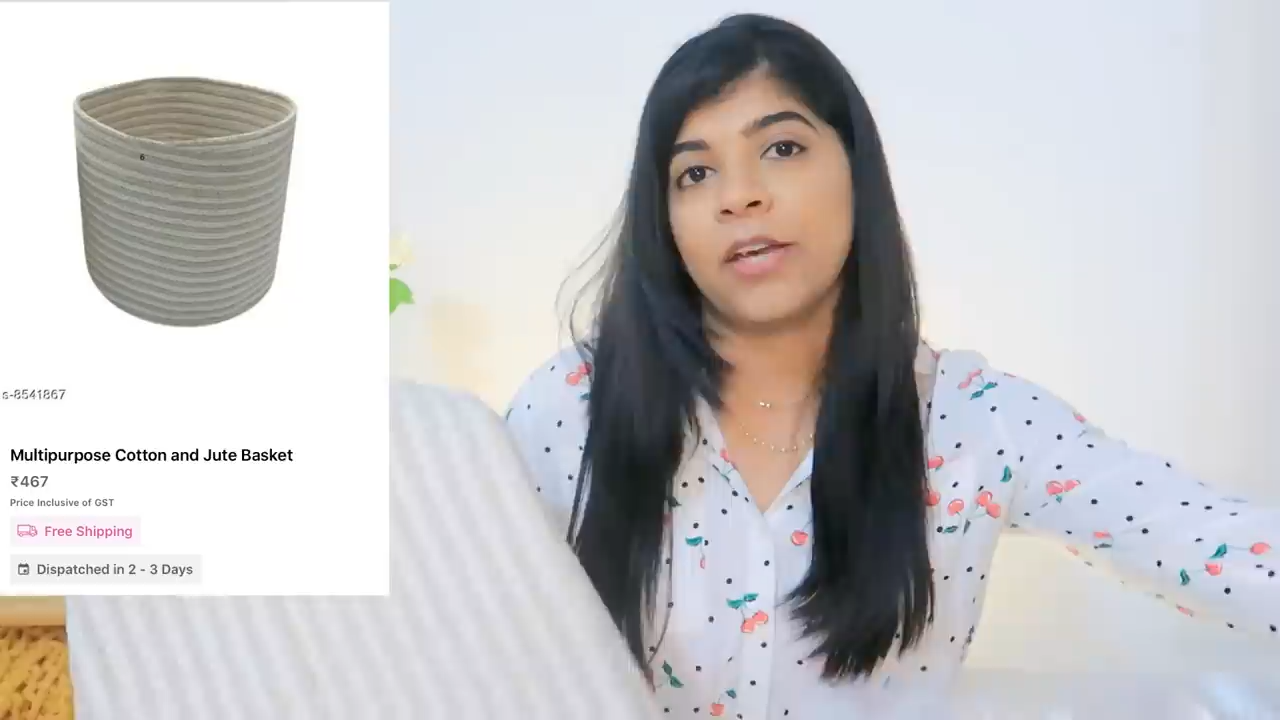 s-8541867
Multipurpose Cotton and Jute Basket
₹467
Price Inclusive of GST
Free Shipping
Dispatched in 2 - 3 Days